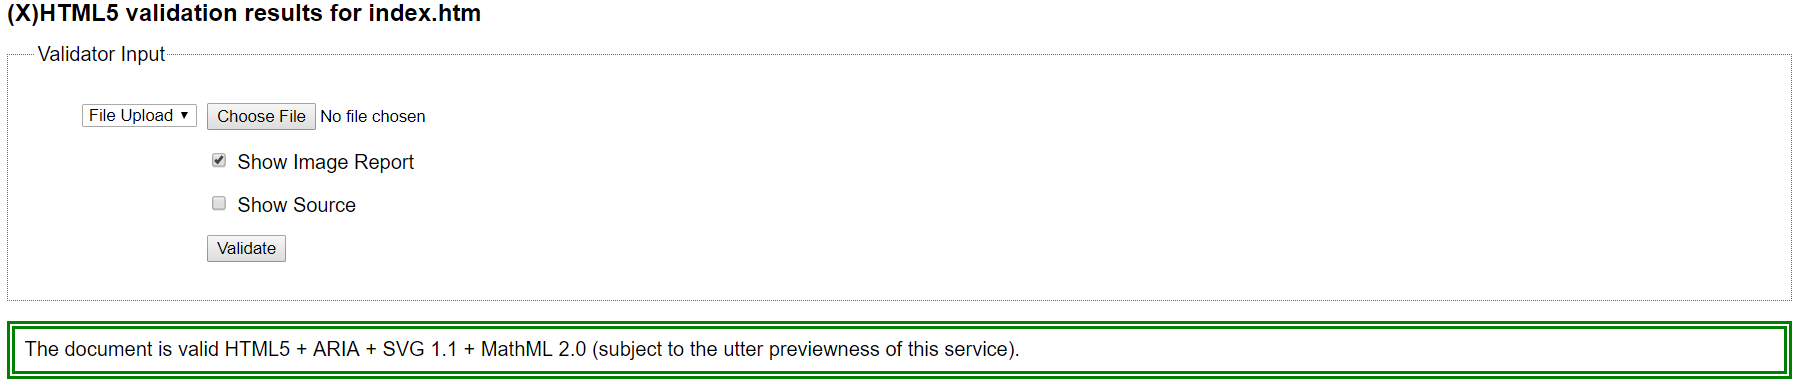 (X)HTML5 validation results for index.htm
Validator Input
File Upload Choose File No file chosen
Show Image Report
Show Source
Validate
The document is valid HTML5 + ARIA + SVG 1.1 + MathML 2.0 (subject to the utter previewness of this service).